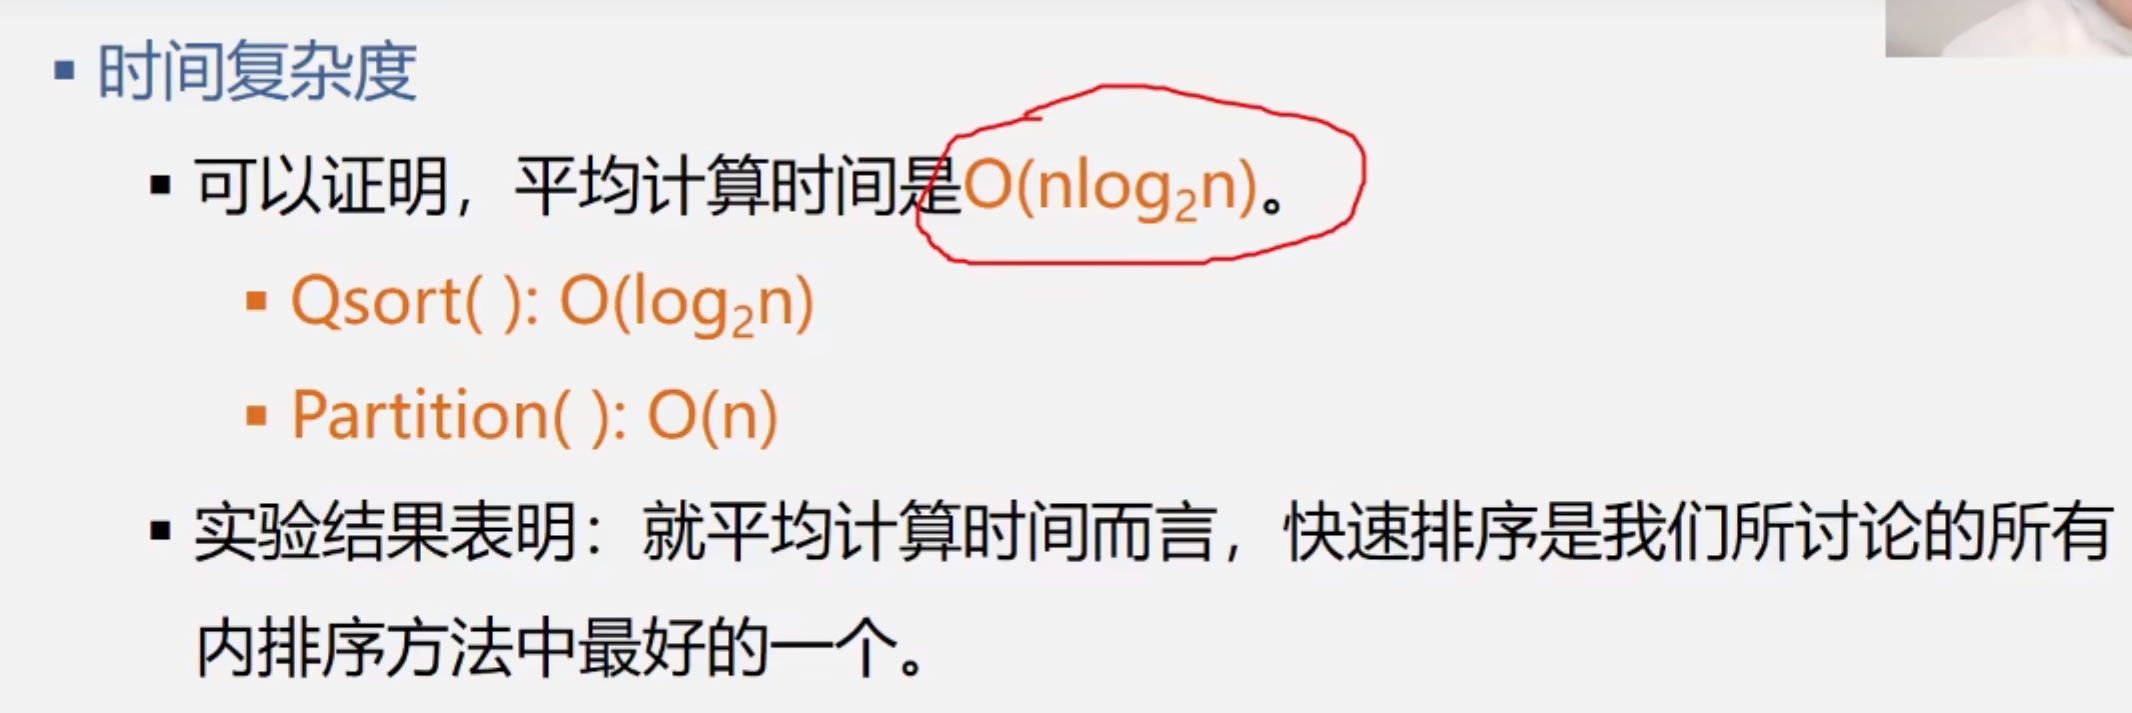 ▪ 时间复杂度
▪ 可以证明，平均计算时间是O(nlog₂n)。
▪ Qsort( ): O(log₂n)
▪ Partition( ): O(n)
▪ 实验结果表明：就平均计算时间而言，快速排序是我们所讨论的所有
内排序方法中最好的一个。